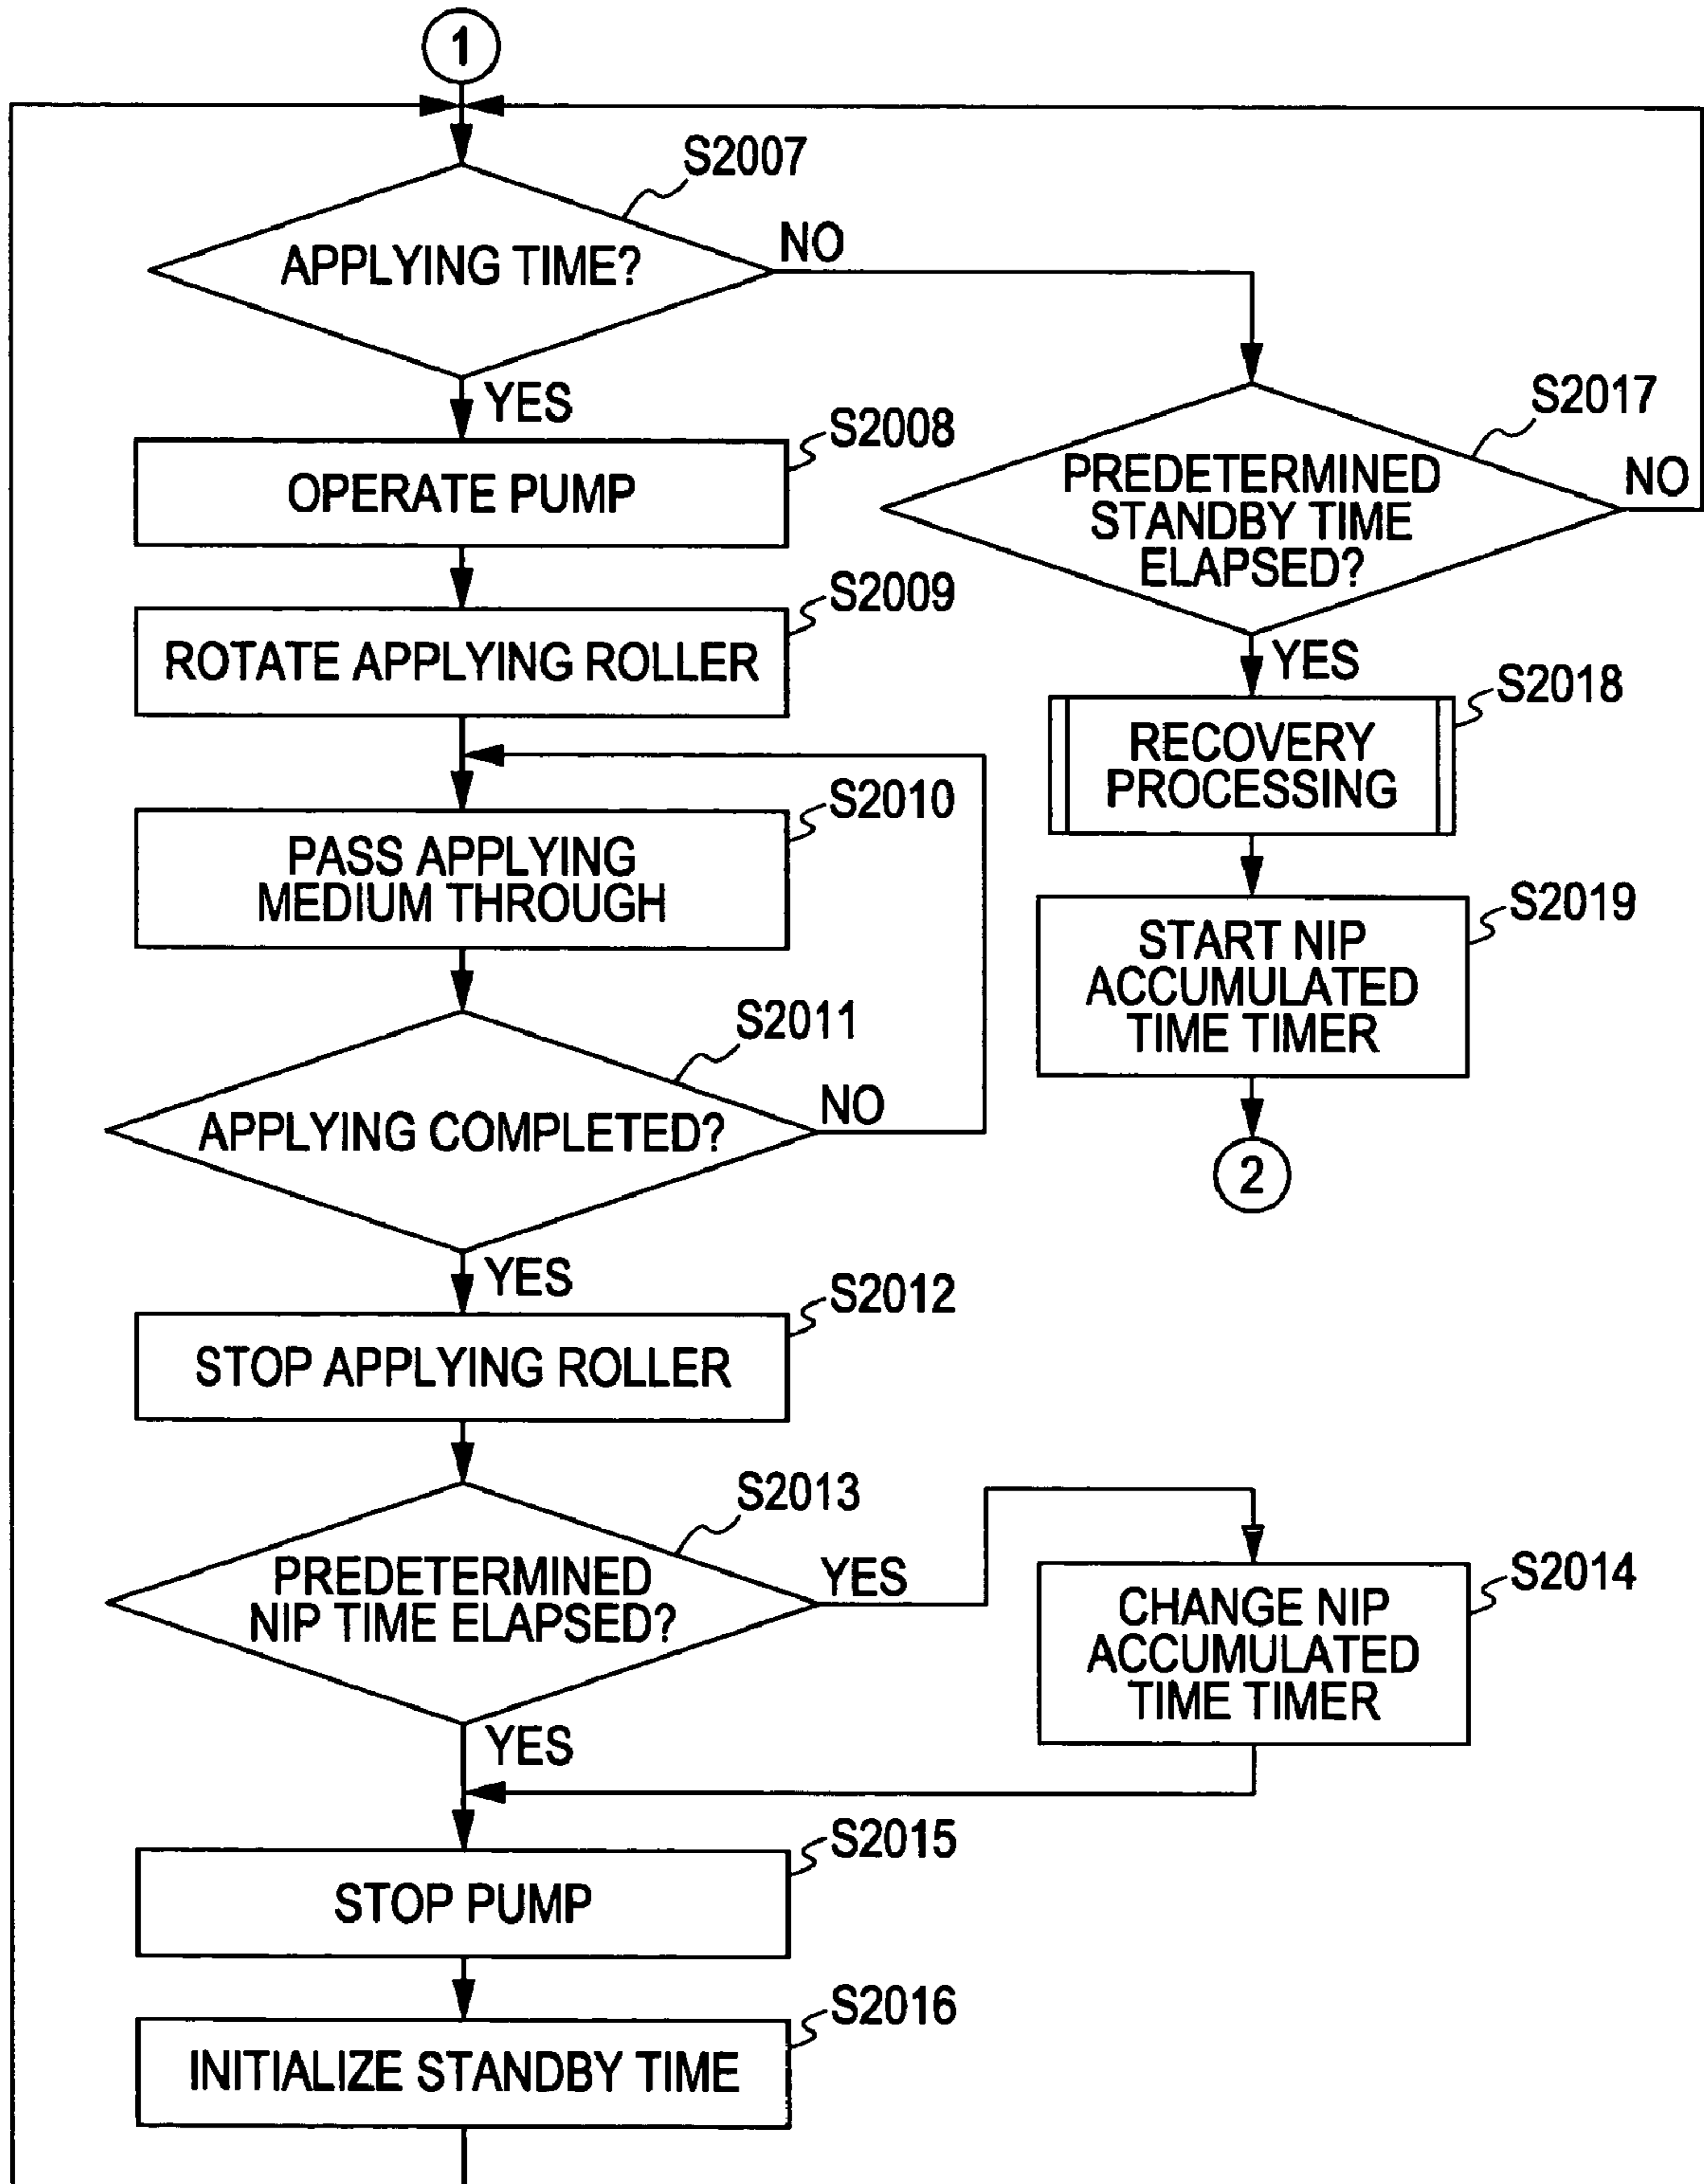 1
S2007
APPLYING TIME?
NO
YES
S2008
OPERATE PUMP
S2017
PREDETERMINED
STANDBY TIME
ELAPSED?
NO
YES
S2009
ROTATE APPLYING ROLLER
S2018
RECOVERY
PROCESSING
S2010
PASS APPLYING
MEDIUM THROUGH
S2019
START NIP
ACCUMULATED
TIME TIMER
2
S2011
APPLYING COMPLETED?
NO
YES
S2012
STOP APPLYING ROLLER
S2013
PREDETERMINED
NIP TIME ELAPSED?
YES
S2014
CHANGE NIP
ACCUMULATED
TIME TIMER
YES
S2015
STOP PUMP
S2016
INITIALIZE STANDBY TIME